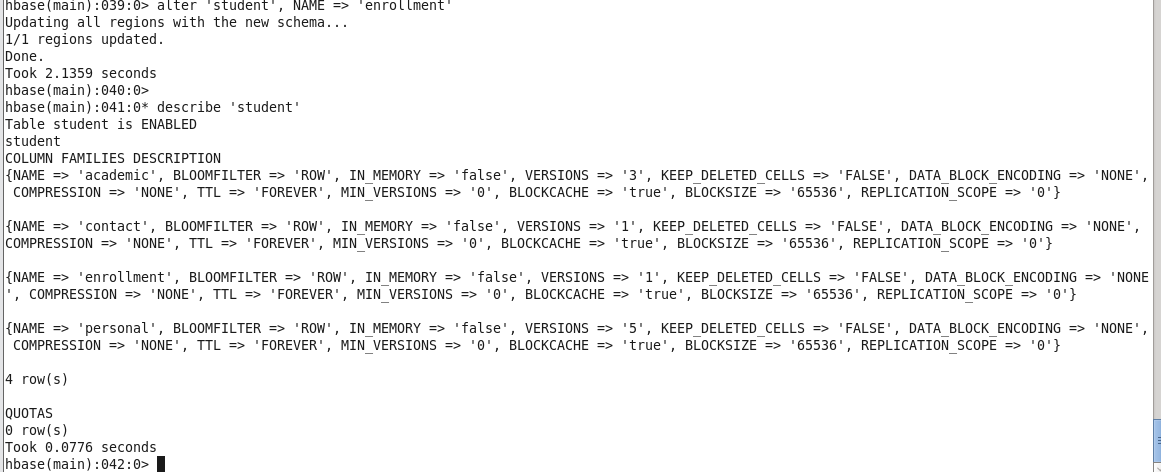 hbase(main):039:0> alter 'student', NAME => 'enrollment'
Updating all regions with the new schema...
1/1 regions updated.
Done.
Took 2.1359 seconds
hbase(main):040:0>
hbase(main):041:0* describe 'student'
Table student is ENABLED
student
COLUMN FAMILIES DESCRIPTION
{NAME => 'academic', BLOOMFILTER => 'ROW', IN_MEMORY => 'false', VERSIONS => '3', KEEP_DELETED_CELLS => 'FALSE', DATA_BLOCK_ENCODING => 'NONE',
 COMPRESSION => 'NONE', TTL => 'FOREVER', MIN_VERSIONS => '0', BLOCKCACHE => 'true', BLOCKSIZE => '65536', REPLICATION_SCOPE => '0'}
{NAME => 'contact', BLOOMFILTER => 'ROW', IN_MEMORY => 'false', VERSIONS => '1', KEEP_DELETED_CELLS => 'FALSE', DATA_BLOCK_ENCODING => 'NONE',
COMPRESSION => 'NONE', TTL => 'FOREVER', MIN_VERSIONS => '0', BLOCKCACHE => 'true', BLOCKSIZE => '65536', REPLICATION_SCOPE => '0'}
{NAME => 'enrollment', BLOOMFILTER => 'ROW', IN_MEMORY => 'false', VERSIONS => '1', KEEP_DELETED_CELLS => 'FALSE', DATA_BLOCK_ENCODING => 'NONE
', COMPRESSION => 'NONE', TTL => 'FOREVER', MIN_VERSIONS => '0', BLOCKCACHE => 'true', BLOCKSIZE => '65536', REPLICATION_SCOPE => '0'}
{NAME => 'personal', BLOOMFILTER => 'ROW', IN_MEMORY => 'false', VERSIONS => '5', KEEP_DELETED_CELLS => 'FALSE', DATA_BLOCK_ENCODING => 'NONE',
 COMPRESSION => 'NONE', TTL => 'FOREVER', MIN_VERSIONS => '0', BLOCKCACHE => 'true', BLOCKSIZE => '65536', REPLICATION_SCOPE => '0'}
4 row(s)
QUOTAS
0 row(s)
Took 0.0776 seconds
hbase(main):042:0>